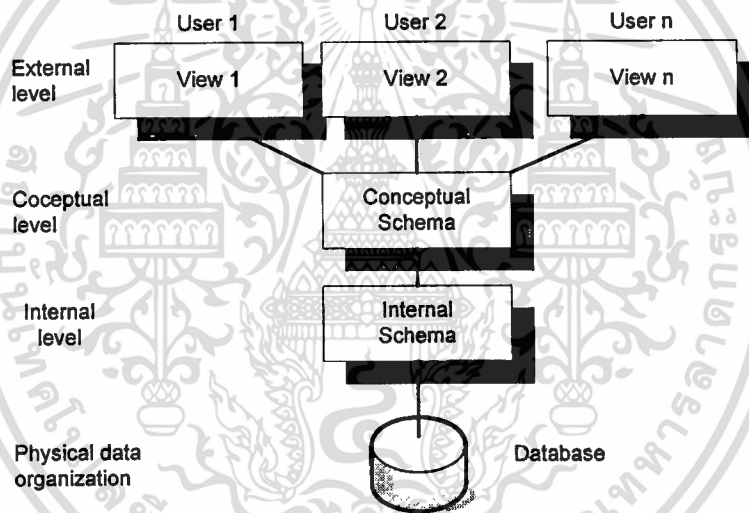 User 1 User 2 User n
External level
View 1 View 2 View n
Coceptual level
Conceptual Schema
Internal level
Internal Schema
Physical data organization
Database